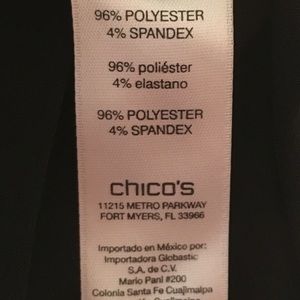 96% POLYESTER
4% SPANDEX
96% poliéster
4% elastano
96% POLYESTER
4% SPANDEX
chico's
11215 METRO PARKWAY
FORT MYERS, FL 33966
Importado en México por:
Importadora Globastic
S.A. de C.V.
Mario Pani #200
Colonia Santa Fe Cuajimalpa